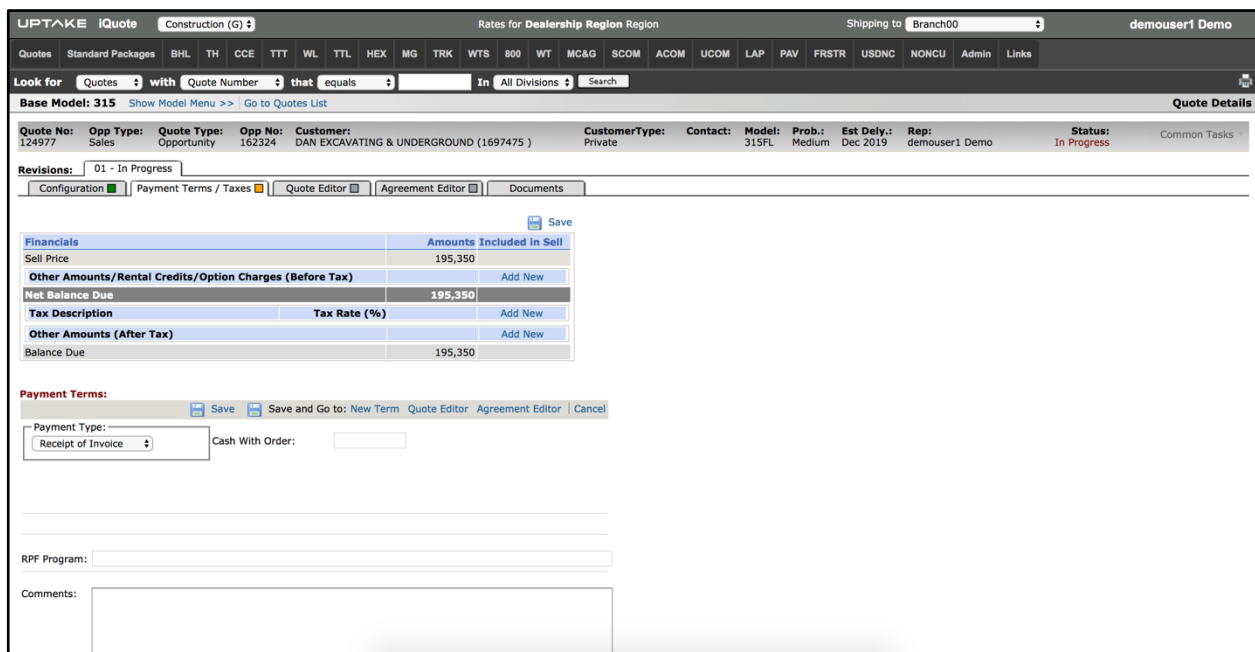 UPTAKE iQuote Construction (G) Rates for Dealership Region Region Shipping to Branch00 demouser1 Demo
Quotes Standard Packages BHL TH CCE TTT WL TTL HEX MG TRK WTS 800 WT MC&G SCOM ACOM UCOM LAP PAV FRSTR USDNC NONCU Admin Links
Look for Quotes with Quote Number that equals In All Divisions Search
Base Model: 315 Show Model Menu >> Go to Quotes List Quote Details
Quote No: Opp Type: Quote Type: Opp No: Customer: CustomerType: Contact: Model: Prob.: Est Dely.: Rep: Status: Common Tasks
124977 Sales Opportunity 162324 DAN EXCAVATING & UNDERGROUND (1697475 ) Private 315FL Medium Dec 2019 demouser1 Demo In Progress
Revisions: 01 - In Progress
Configuration Payment Terms / Taxes Quote Editor Agreement Editor Documents
Save
Financials Amounts Included in Sell
Sell Price 195,350
Other Amounts/Rental Credits/Option Charges (Before Tax) Add New
Net Balance Due 195,350
Tax Description Tax Rate (%) Add New
Other Amounts (After Tax) Add New
Balance Due 195,350
Payment Terms:
Save Save and Go to: New Term Quote Editor Agreement Editor | Cancel
Payment Type:
Receipt of Invoice Cash With Order:
RPF Program:
Comments: